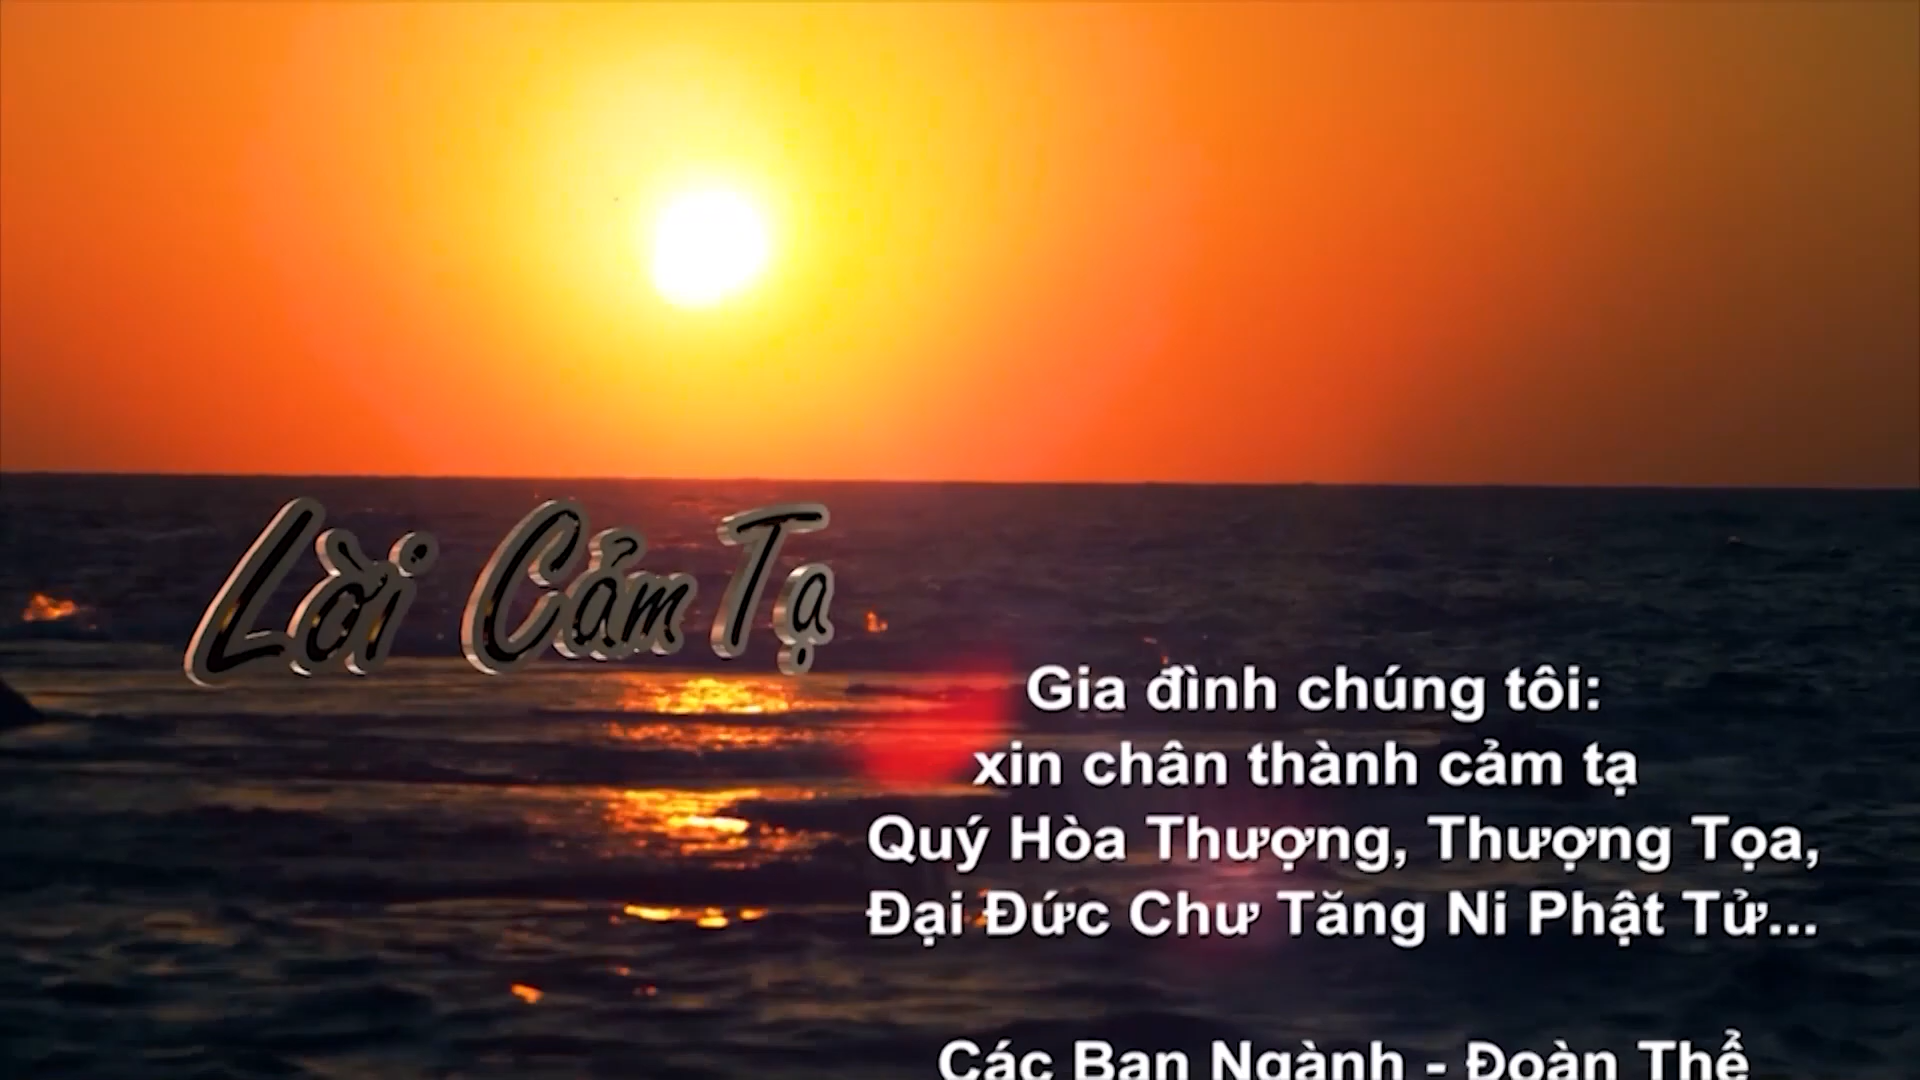 Lời Cảm Tạ
Gia đình chúng tôi:
xin chân thành cảm tạ
Quý Hòa Thượng, Thượng Tọa,
Đại Đức Chư Tăng Ni Phật Tử...
Các Ban Ngành - Đoàn Thể